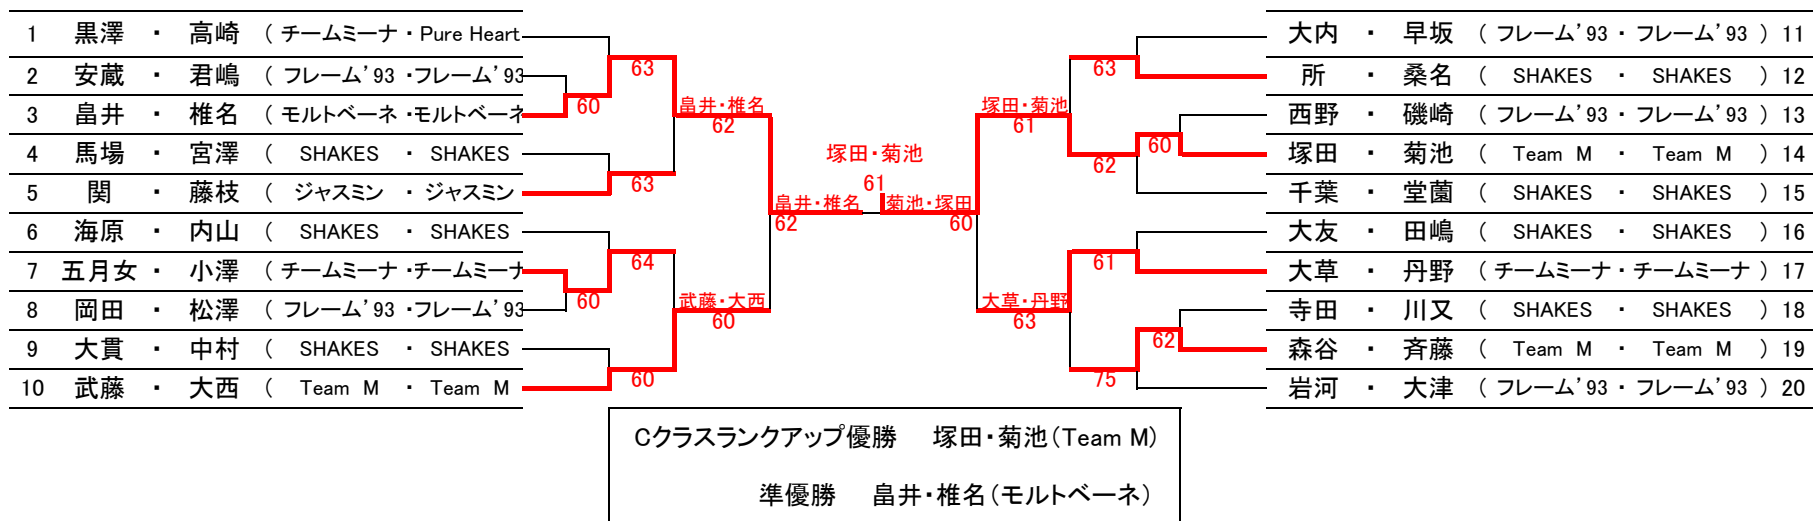 1 黒澤 ・ 高崎 ( チームミーナ ・ Pure Heart
2 安蔵 ・ 君嶋 ( フレーム’93 ・フレーム’93
3 畠井 ・ 椎名 ( モルトベーネ ・モルトベーネ
4 馬場 ・ 宮澤 ( SHAKES ・ SHAKES
5 関 ・ 藤枝 ( ジャスミン ・ ジャスミン
6 海原 ・ 内山 ( SHAKES ・ SHAKES
7 五月女 ・ 小澤 ( チームミーナ ・チームミーナ
8 岡田 ・ 松澤 ( フレーム’93 ・フレーム’93
9 大貫 ・ 中村 ( SHAKES ・ SHAKES
10 武藤 ・ 大西 ( Team M ・ Team M
63
60
63
64
60
60
畠井・椎名
62
武藤・大西
60
畠井・椎名
62
塚田・菊池
61
菊池・塚田
60
塚田・菊池
61
大草・丹野
63
63
60
62
61
62
75
大内 ・ 早坂 ( フレーム’93 ・ フレーム’93 ) 11
所 ・ 桑名 ( SHAKES ・ SHAKES ) 12
西野 ・ 磯崎 ( フレーム’93 ・ フレーム’93 ) 13
塚田 ・ 菊池 ( Team M ・ Team M ) 14
千葉 ・ 堂薗 ( SHAKES ・ SHAKES ) 15
大友 ・ 田嶋 ( SHAKES ・ SHAKES ) 16
大草 ・ 丹野 ( チームミーナ ・ チームミーナ ) 17
寺田 ・ 川又 ( SHAKES ・ SHAKES ) 18
森谷 ・ 斉藤 ( Team M ・ Team M ) 19
岩河 ・ 大津 ( フレーム’93 ・ フレーム’93 ) 20
Cクラスランクアップ優勝 塚田・菊池(Team M)
準優勝 畠井・椎名(モルトベーネ)